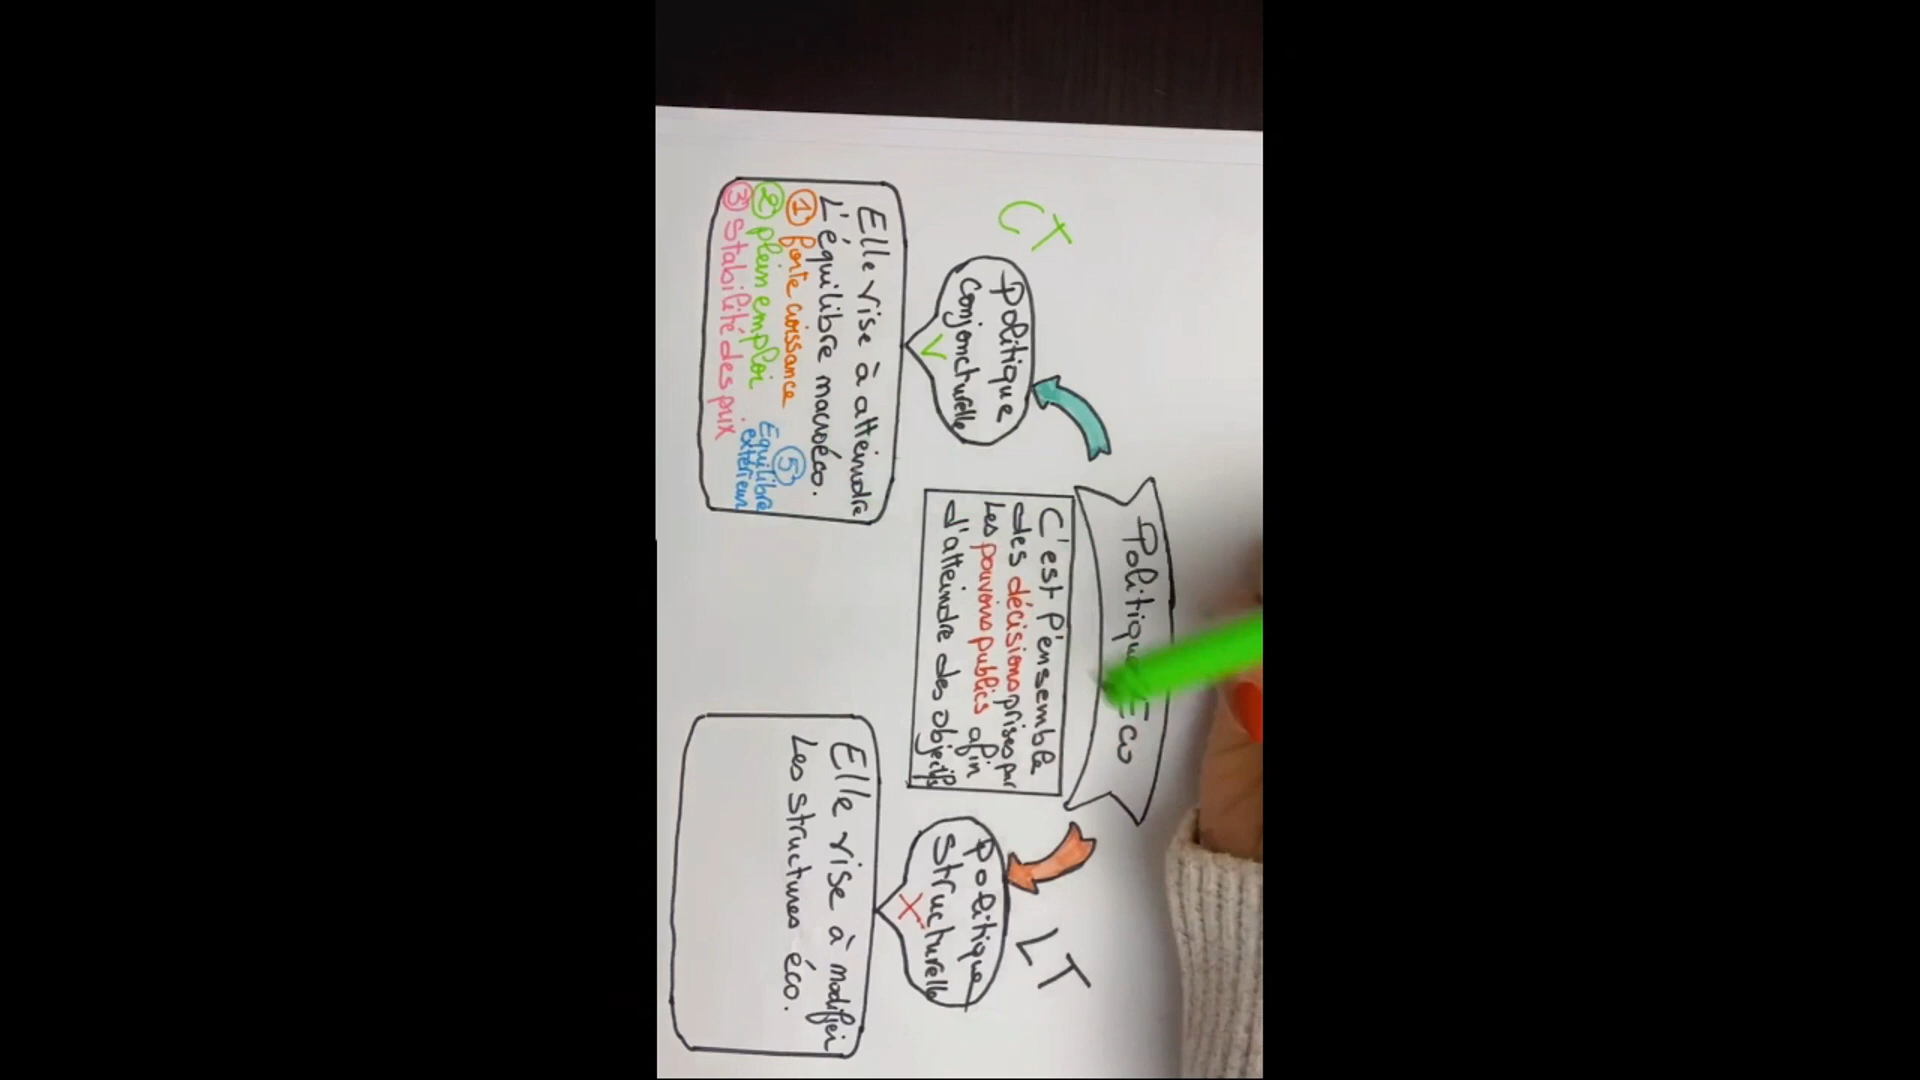 Politique Eco
C'est l'ensemble
des décisions prises par
Les pouvoirs publics afin
d'atteindre des objectifs
CT
Politique
Conjoncturelle
V
Elle vise à atteindre
L'équilibre macroéco.
① forte croissance
② plein emploi
③ Stabilité des prix
⑤
Equilibre
extérieur
LT
Politique
Structurelle
X
Elle vise à modifier
Les structures éco.